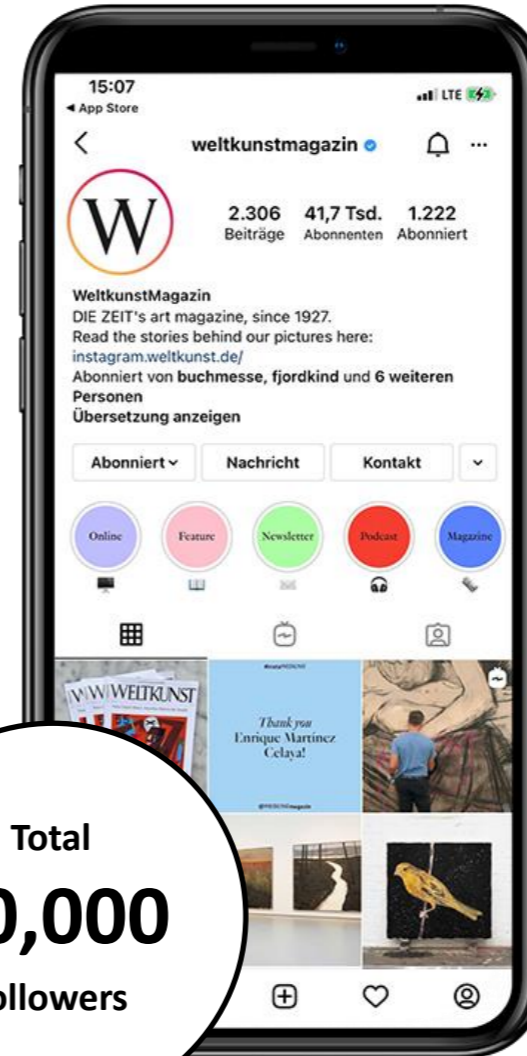 15:07
LTE
◄ App Store
weltkunstmagazin
W
2.306 41,7 Tsd. 1.222
Beiträge Abonnenten Abonniert
WeltkunstMagazin
DIE ZEIT's art magazine, since 1927.
Read the stories behind our pictures here:
instagram.weltkunst.de/
Abonniert von buchmesse, fjordkind und 6 weiteren
Personen
Übersetzung anzeigen
Abonniert Nachricht Kontakt
Online Feature Newsletter Podcast Magazine
W W WELTKUNST
Thank you
Enrique Martínez
Celaya!
Total
0,000
ollowers